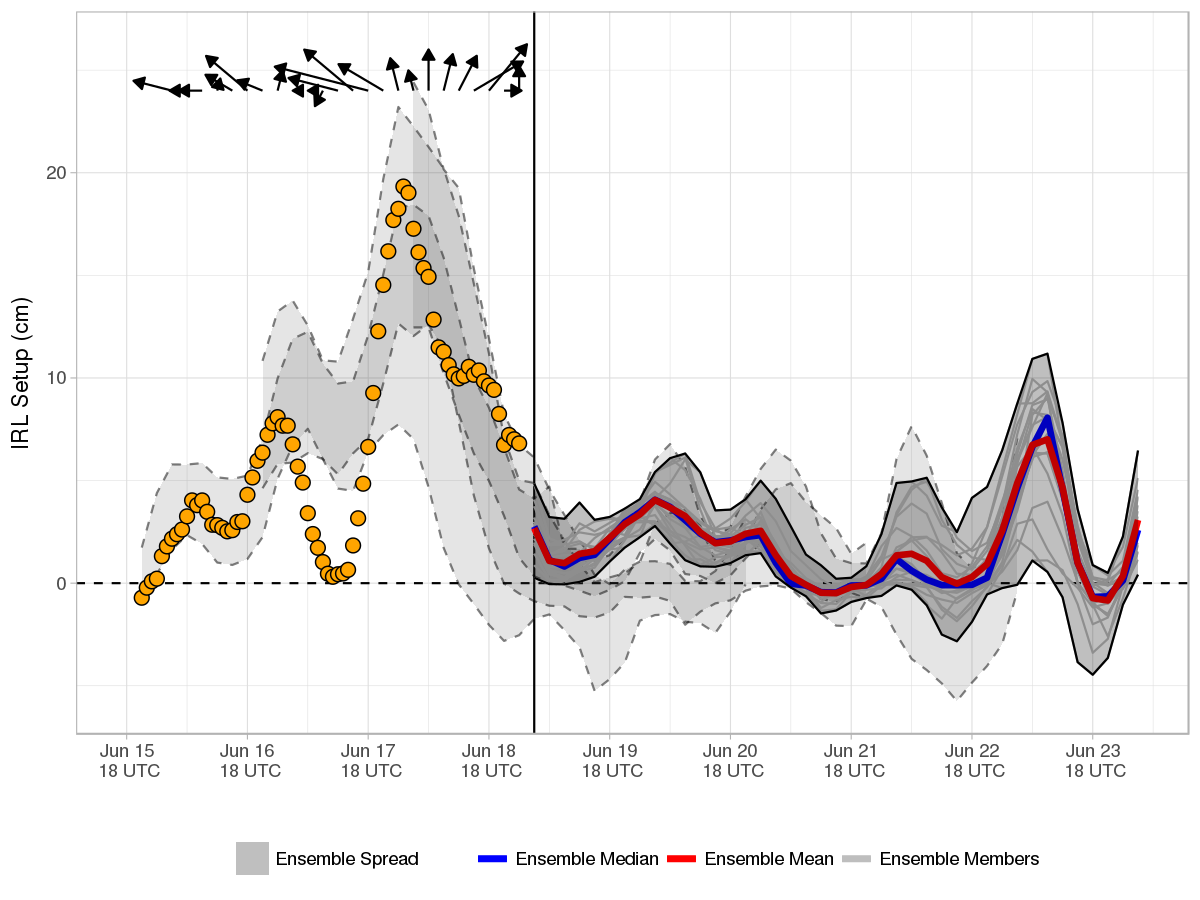 IRL Setup (cm)
20
10
0
Jun 15 Jun 16 Jun 17 Jun 18 Jun 19 Jun 20 Jun 21 Jun 22 Jun 23
18 UTC 18 UTC 18 UTC 18 UTC 18 UTC 18 UTC 18 UTC 18 UTC 18 UTC
Ensemble Spread Ensemble Median Ensemble Mean Ensemble Members